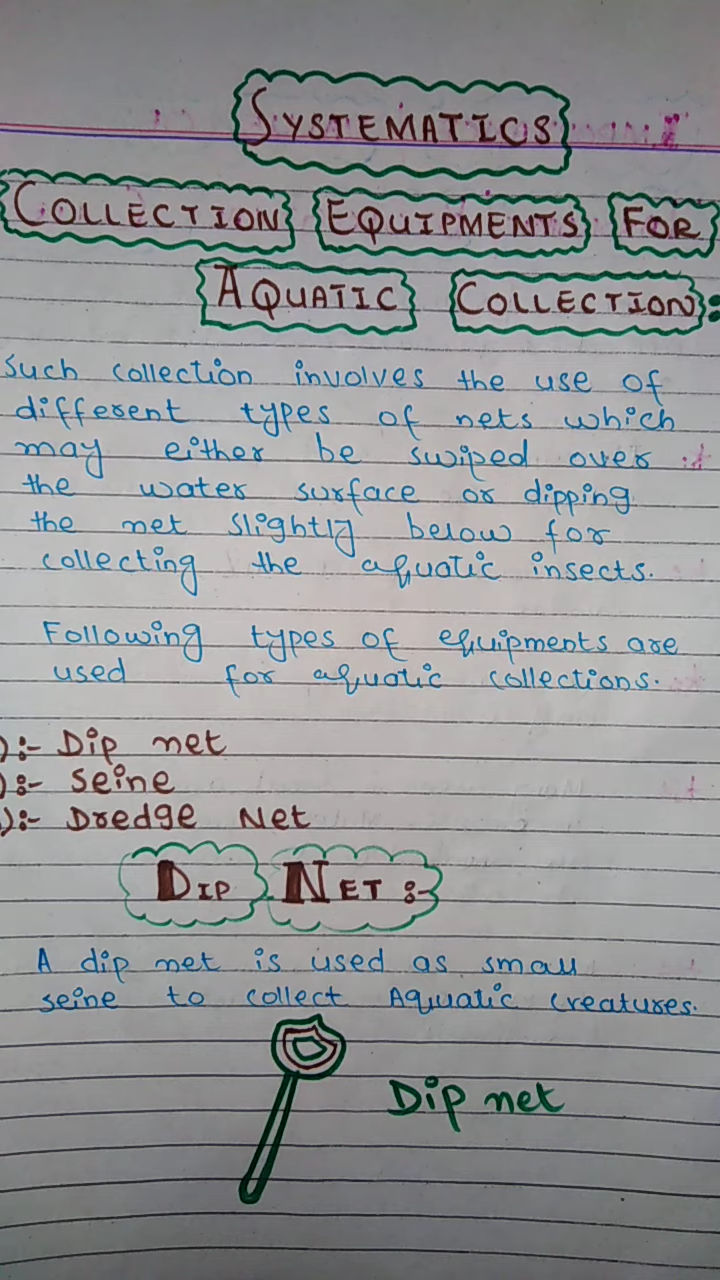 SYSTEMATICS
COLLECTION EQUIPMENTS FOR
AQUATIC COLLECTION:
Such collection involves the use of
different types of nets which
may either be swiped over
the water surface or dipping
the net slightly below for
collecting the aquatic insects.
Following types of equipments are
used for aquatic collections.
):- Dip net
):- Seine
):- Dredge Net
DIP NET :-
A dip net is used as small
seine to collect Aquatic creatures.
Dip net